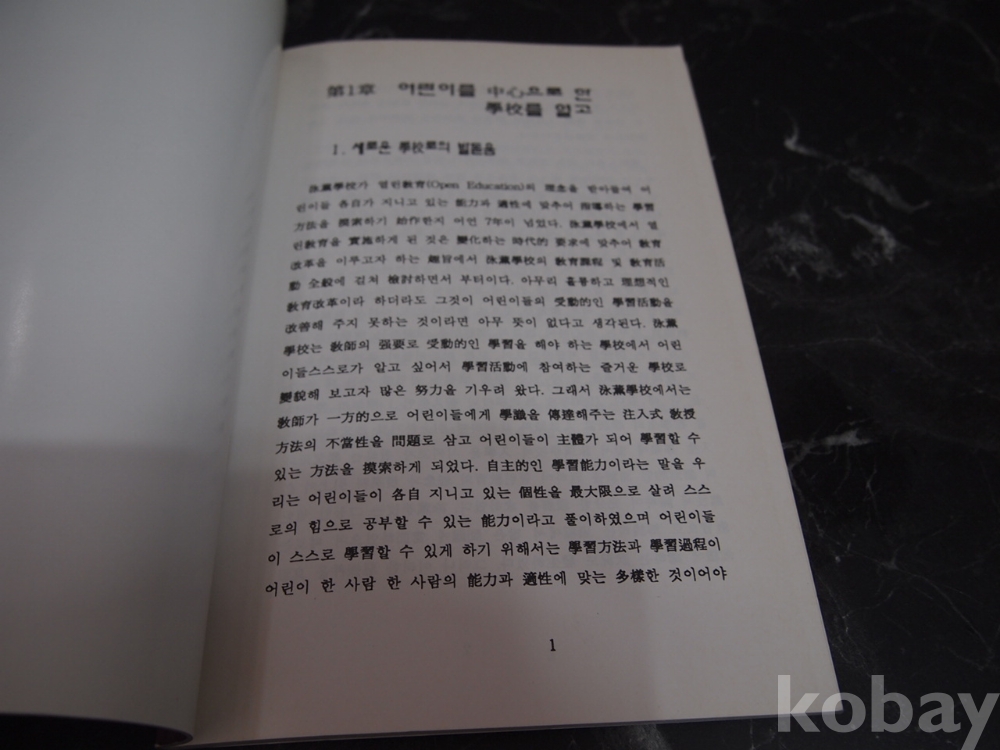 第1章 어린이를 中心으로 한
學校를 열고
1. 새로운 學校로의 발돋음
泳薰學校가 열린敎育(Open Education)의 理念을 받아들여 어
린이들 各自가 지니고 있는 能力과 適性에 맞추어 指導하는 學習
方法을 摸索하기 始作한지 어언 7年이 넘었다. 泳薰學校에서 열
린敎育을 實施하게 된 것은 變化하는 時代的 要求에 맞추어 敎育
改革을 이루고자 하는 趣旨에서 泳薰學校의 敎育課程 및 敎育活
動 全般에 걸쳐 檢討하면서 부터이다. 아무리 훌륭하고 理想的인
敎育改革이라 하더라도 그것이 어린이들의 受動的인 學習活動을
改善해 주지 못하는 것이라면 아무 뜻이 없다고 생각된다. 泳薰
學校는 敎師의 强要로 受動的인 學習을 해야 하는 學校에서 어린
이들스스로가 알고 싶어서 學習活動에 참여하는 즐거운 學校로
變貌해 보고자 많은 努力을 기우려 왔다. 그래서 泳薰學校에서는
敎師가 一方的으로 어린이들에게 學識을 傳達해주는 注入式 敎授
方法의 不當性을 問題로 삼고 어린이들이 主體가 되어 學習할 수
있는 方法을 摸索하게 되었다. 自主的인 學習能力이라는 말을 우
리는 어린이들이 各自 지니고 있는 個性을 最大限으로 살려 스스
로의 힘으로 공부할 수 있는 能力이라고 풀이하였으며 어린이들
이 스스로 學習할 수 있게 하기 위해서는 學習方法과 學習過程이
어린이 한 사람 한 사람의 能力과 適性에 맞는 多樣한 것이어야
1
kobay